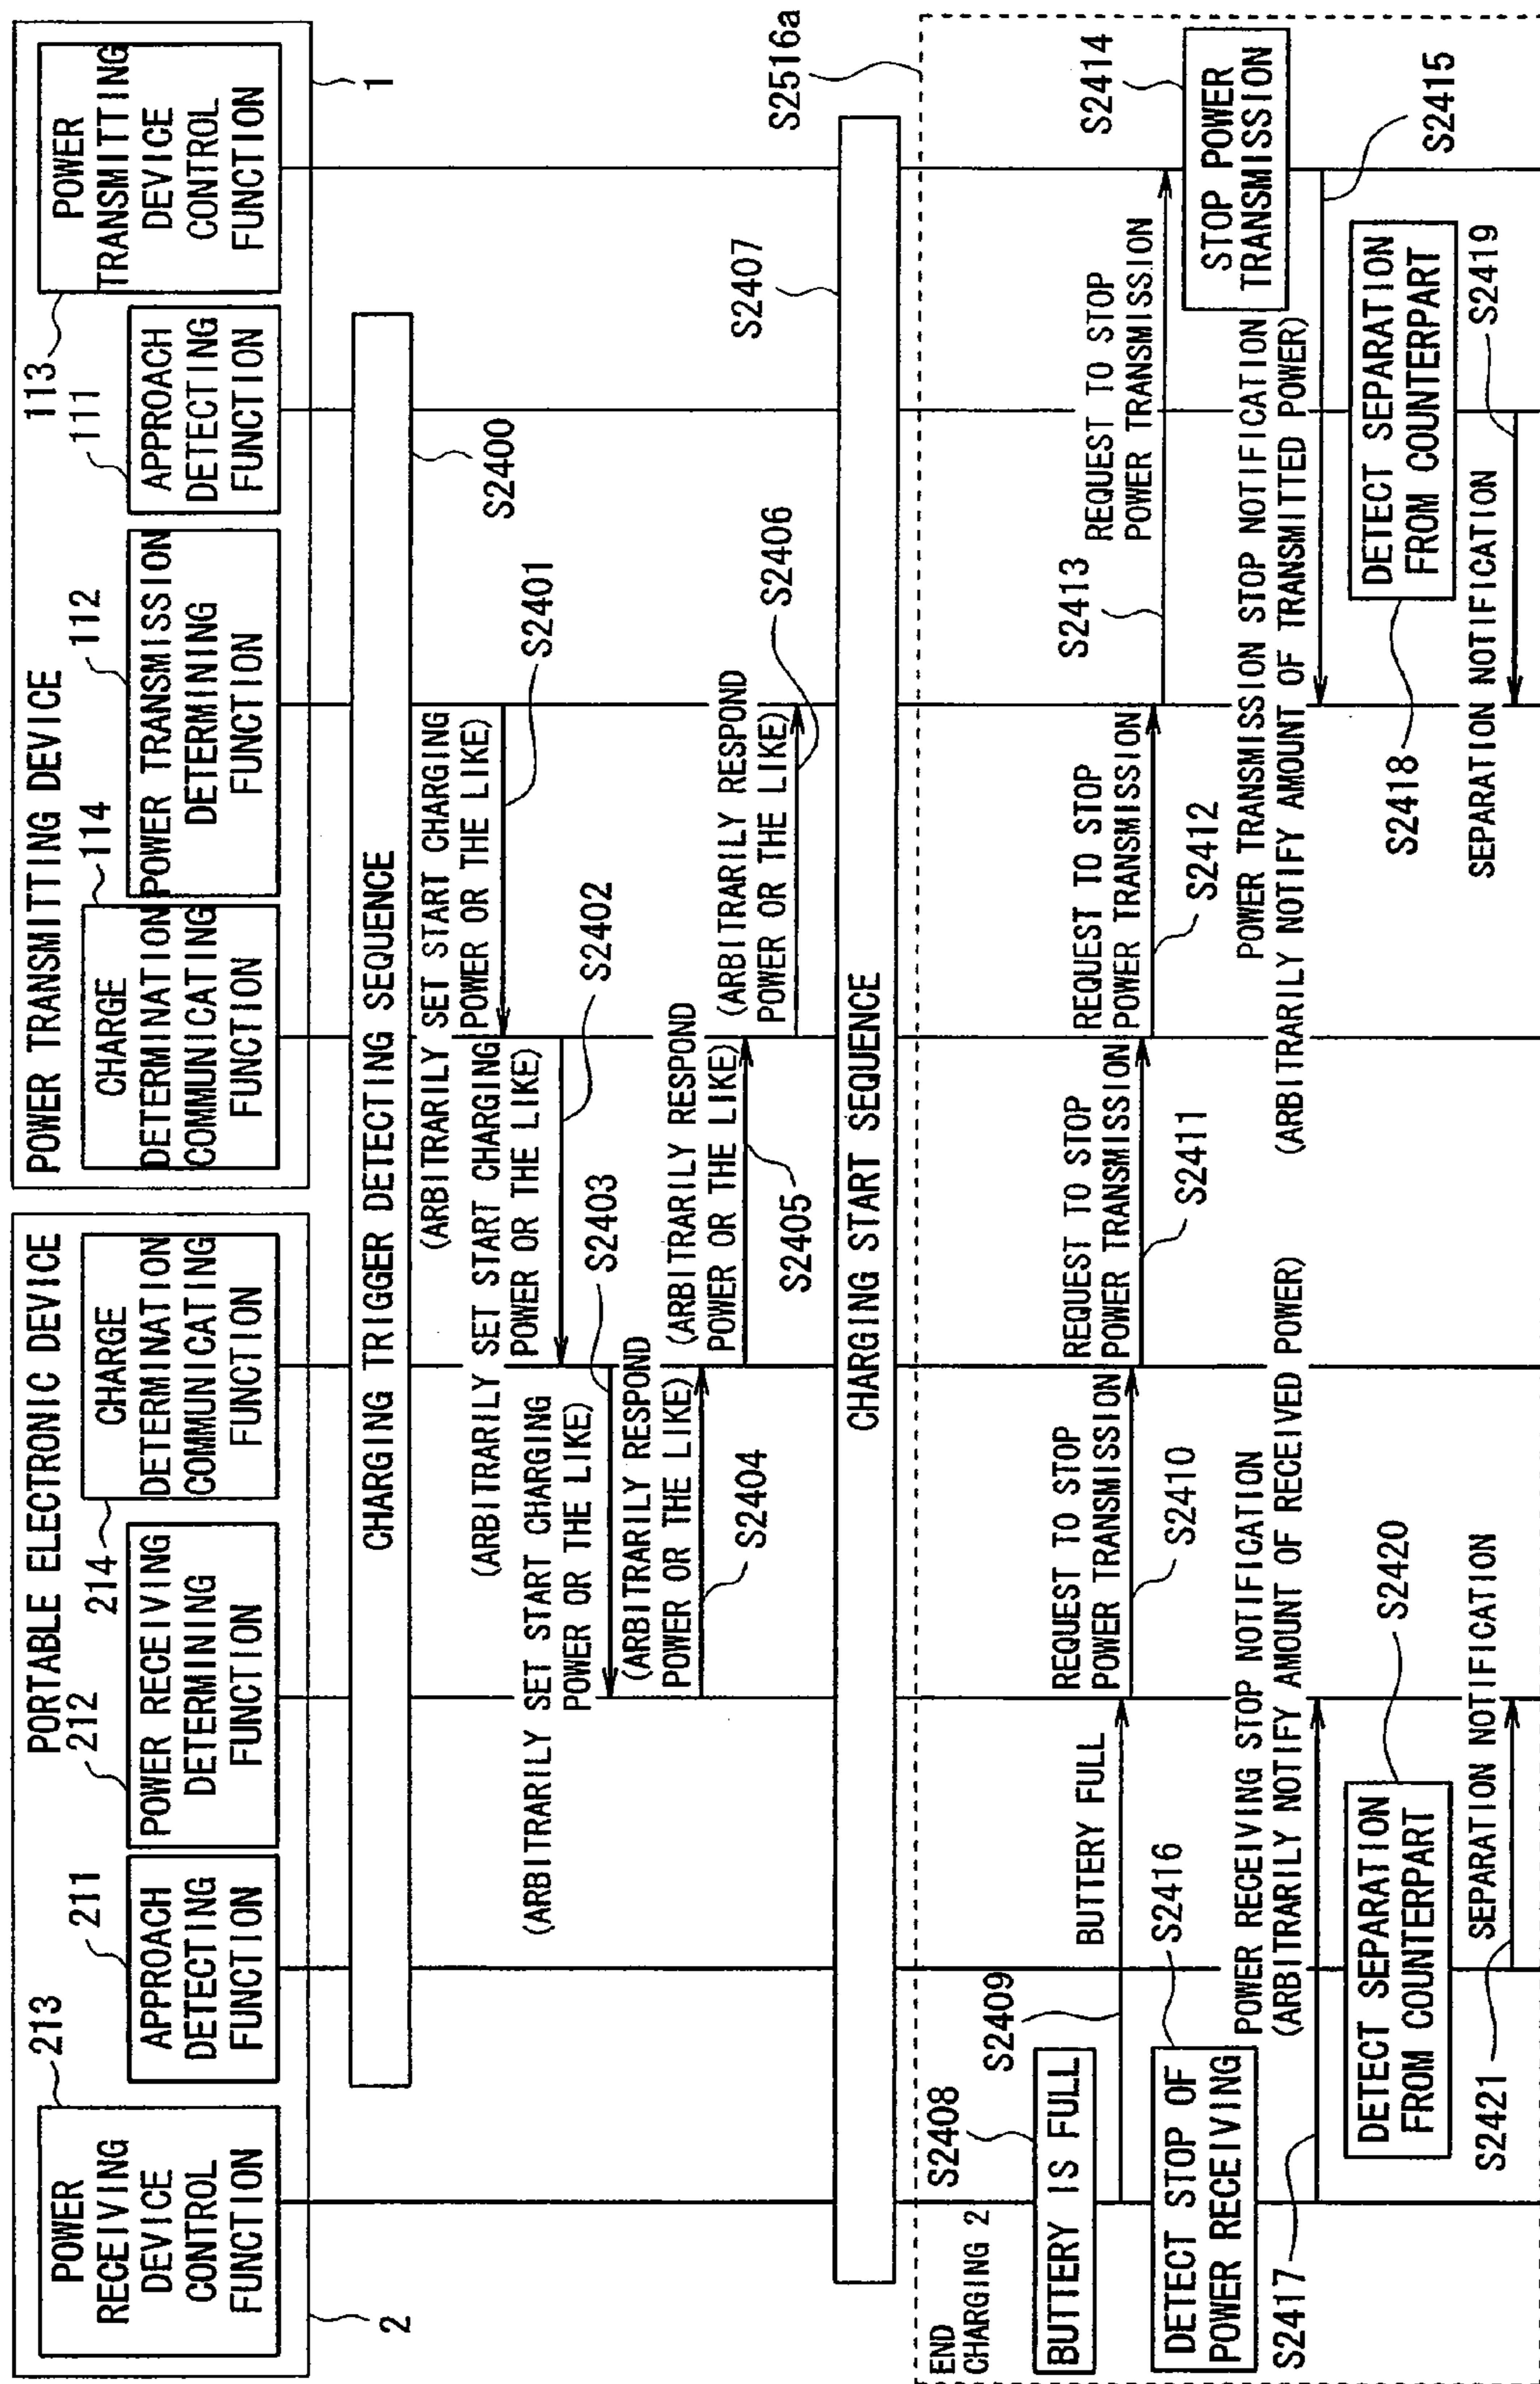 PORTABLE ELECTRONIC DEVICE
POWER TRANSMITTING DEVICE
213
POWER
RECEIVING
DEVICE
CONTROL
FUNCTION
211
APPROACH
DETECTING
FUNCTION
212
POWER RECEIVING
DETERMINING
FUNCTION
214
CHARGE
DETERMINATION
COMMUNICATING
FUNCTION
114
CHARGE
DETERMINATION
COMMUNICATING
FUNCTION
112
POWER TRANSMISSION
DETERMINING
FUNCTION
111
APPROACH
DETECTING
FUNCTION
113
POWER
TRANSMITTING
DEVICE
CONTROL
FUNCTION
2
1
CHARGING TRIGGER DETECTING SEQUENCE
S2400
(ARBITRARILY SET START CHARGING
POWER OR THE LIKE)
S2401
(ARBITRARILY SET START CHARGING
POWER OR THE LIKE)
S2402
(ARBITRARILY SET START CHARGING
POWER OR THE LIKE)
S2403
(ARBITRARILY RESPOND
POWER OR THE LIKE)
S2404
(ARBITRARILY RESPOND
POWER OR THE LIKE)
S2405
(ARBITRARILY RESPOND
POWER OR THE LIKE)
S2406
CHARGING START SEQUENCE
S2407
S2516a
END
CHARGING 2
S2408
BUTTERY IS FULL
S2409
BUTTERY FULL
REQUEST TO STOP
POWER TRANSMISSION
S2410
REQUEST TO STOP
POWER TRANSMISSION
S2411
REQUEST TO STOP
POWER TRANSMISSION
S2412
S2413
REQUEST TO STOP
POWER TRANSMISSION
S2414
STOP POWER
TRANSMISSION
S2416
DETECT STOP OF
POWER RECEIVING
POWER RECEIVING STOP NOTIFICATION
(ARBITRARILY NOTIFY AMOUNT OF RECEIVED POWER)
S2417
POWER TRANSMISSION STOP NOTIFICATION
(ARBITRARILY NOTIFY AMOUNT OF TRANSMITTED POWER)
S2415
DETECT SEPARATION
FROM COUNTERPART
S2420
DETECT SEPARATION
FROM COUNTERPART
S2418
S2421
SEPARATION NOTIFICATION
SEPARATION NOTIFICATION
S2419